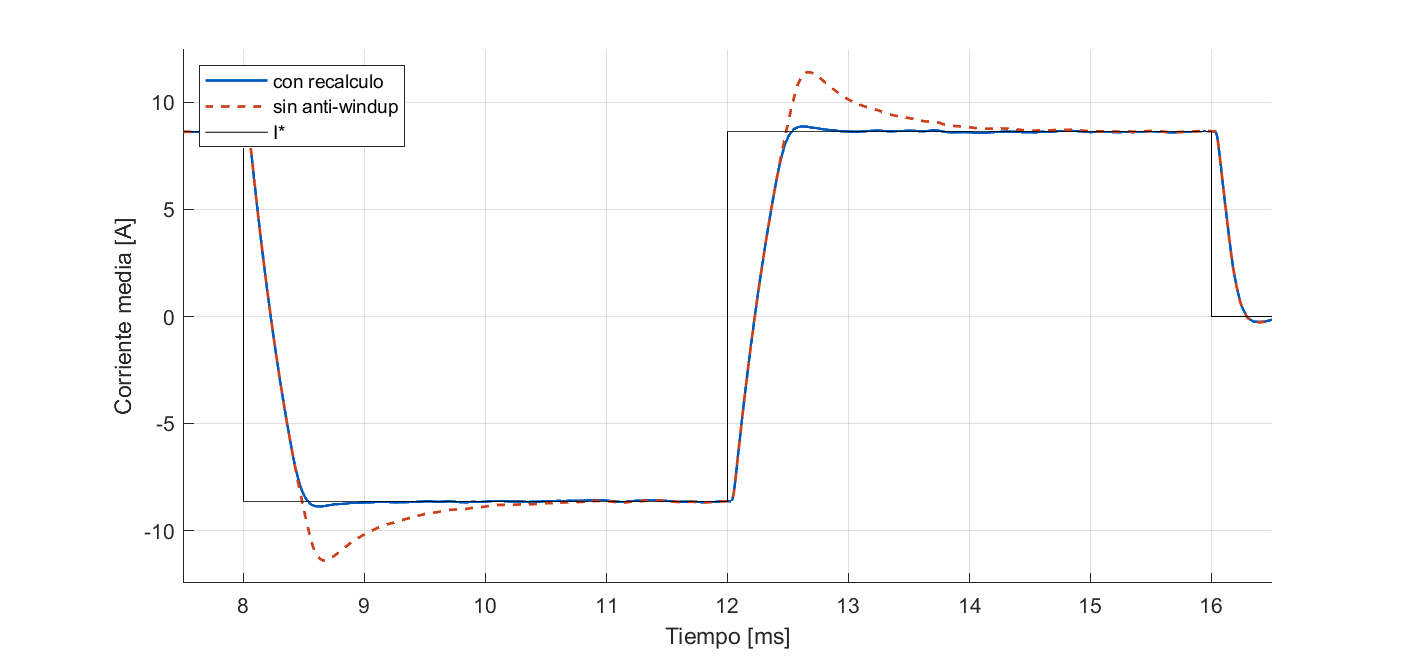 con recalculo
sin anti-windup
I*
10
5
0
-5
-10
Corriente media [A]
8 9 10 11 12 13 14 15 16
Tiempo [ms]